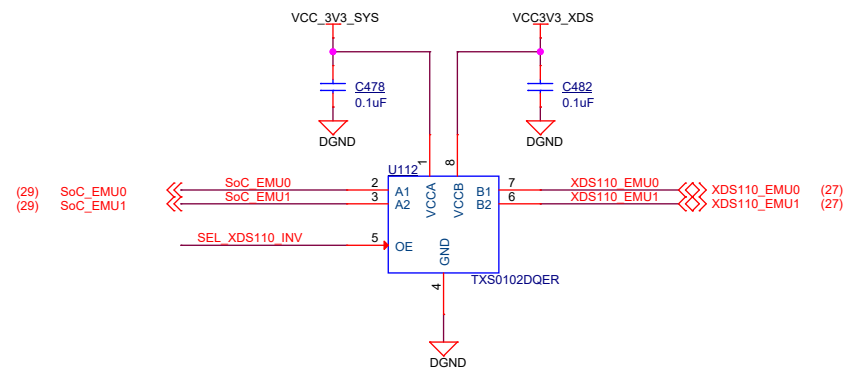 VCC_3V3_SYS
VCC3V3_XDS
C478
0.1uF
C482
0.1uF
DGND
DGND
U112
1
8
(29) SoC_EMU0
SoC_EMU0
2
A1
VCCA
VCCB
B1
7
XDS110_EMU0
XDS110_EMU0 (27)
(29) SoC_EMU1
SoC_EMU1
3
A2
B2
6
XDS110_EMU1
XDS110_EMU1 (27)
SEL_XDS110_INV
5
OE
GND
4
TXS0102DQER
DGND